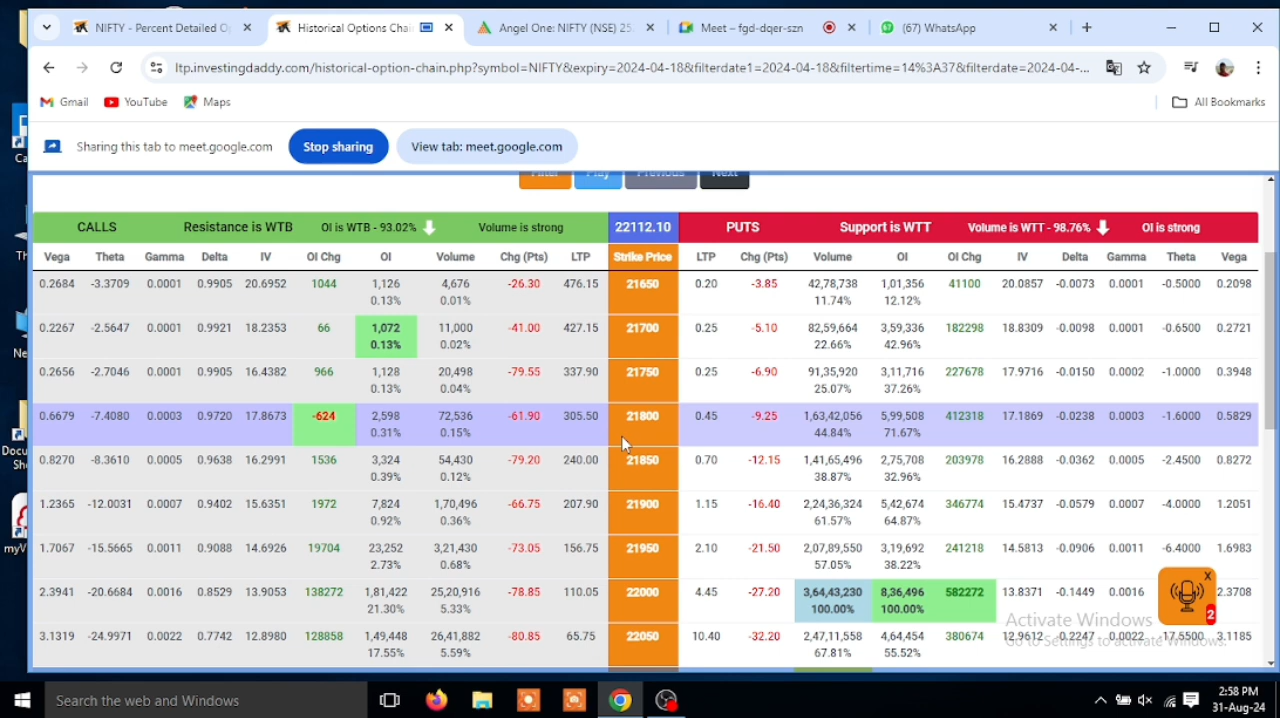 NIFTY - Percent Detailed O
Historical Options Chai
Angel One: NIFTY (NSE) 25
Meet – fgd-dqer-szn
(67) WhatsApp
ltp.investingdaddy.com/historical-option-chain.php?symbol=NIFTY&expiry=2024-04-18&filterdate1=2024-04-18&filtertime=14%3A37&filterdate=2024-04-...
Gmail YouTube Maps All Bookmarks
Sharing this tab to meet.google.com Stop sharing View tab: meet.google.com
Filter Play Previous Next
CALLS Resistance is WTB OI is WTB - 93.02% Volume is strong 22112.10 PUTS Support is WTT Volume is WTT - 98.76% OI is strong
Vega Theta Gamma Delta IV OI Chg OI Volume Chg (Pts) LTP Strike Price LTP Chg (Pts) Volume OI OI Chg IV Delta Gamma Theta Vega
0.2684 -3.3709 0.0001 0.9905 20.6952 1044 1,126 4,676 -26.30 476.15 21650 0.20 -3.85 42,78,738 1,01,356 41100 20.0857 -0.0073 0.0001 -0.5000 0.2098
0.13% 0.01% 11.74% 12.12%
0.2267 -2.5647 0.0001 0.9921 18.2353 66 1,072 11,000 -41.00 427.15 21700 0.25 -5.10 82,59,664 3,59,336 182298 18.8309 -0.0098 0.0001 -0.6500 0.2721
0.13% 0.02% 22.66% 42.96%
0.2656 -2.7046 0.0001 0.9905 16.4382 966 1,128 20,498 -79.55 337.90 21750 0.25 -6.90 91,35,920 3,11,716 227678 17.9716 -0.0150 0.0002 -1.0000 0.3948
0.13% 0.04% 25.07% 37.26%
0.6679 -7.4080 0.0003 0.9720 17.8673 -624 2,598 72,536 -61.90 305.50 21800 0.45 -9.25 1,63,42,056 5,99,508 412318 17.1869 -0.0238 0.0003 -1.6000 0.5829
0.31% 0.15% 44.84% 71.67%
0.8270 -8.3610 0.0005 0.9638 16.2991 1536 3,324 54,430 -79.20 240.00 21850 0.70 -12.15 1,41,65,496 2,75,708 203978 16.2888 -0.0362 0.0005 -2.4500 0.8272
0.39% 0.12% 38.87% 32.96%
1.2365 -12.0031 0.0007 0.9402 15.6351 1972 7,824 1,70,496 -66.75 207.90 21900 1.15 -16.40 2,24,36,324 5,42,674 346774 15.4737 -0.0579 0.0007 -4.0000 1.2051
0.92% 0.36% 61.57% 64.87%
1.7067 -15.5665 0.0011 0.9088 14.6926 19704 23,252 3,21,430 -73.05 156.75 21950 2.10 -21.50 2,07,89,550 3,19,692 241218 14.5813 -0.0906 0.0011 -6.4000 1.6983
2.73% 0.68% 57.05% 38.22%
2.3941 -20.6684 0.0016 0.8529 13.9053 138272 1,81,422 25,20,916 -78.85 110.05 22000 4.45 -27.20 3,64,43,230 8,36,496 582272 13.8371 -0.1449 0.0016 2.3708
21.30% 5.33% 100.00% 100.00%
3.1319 -24.9971 0.0022 0.7742 12.8980 128858 1,49,448 26,41,882 -80.85 65.75 22050 10.40 -32.20 2,47,11,558 4,64,454 380674 12.9612 -0.2247 0.0022 -17.5500 3.1185
17.55% 5.59% 67.81% 55.52%
X
2
Activate Windows
Go to Settings to activate Windows.
Search the web and Windows
2:58 PM
31-Aug-24